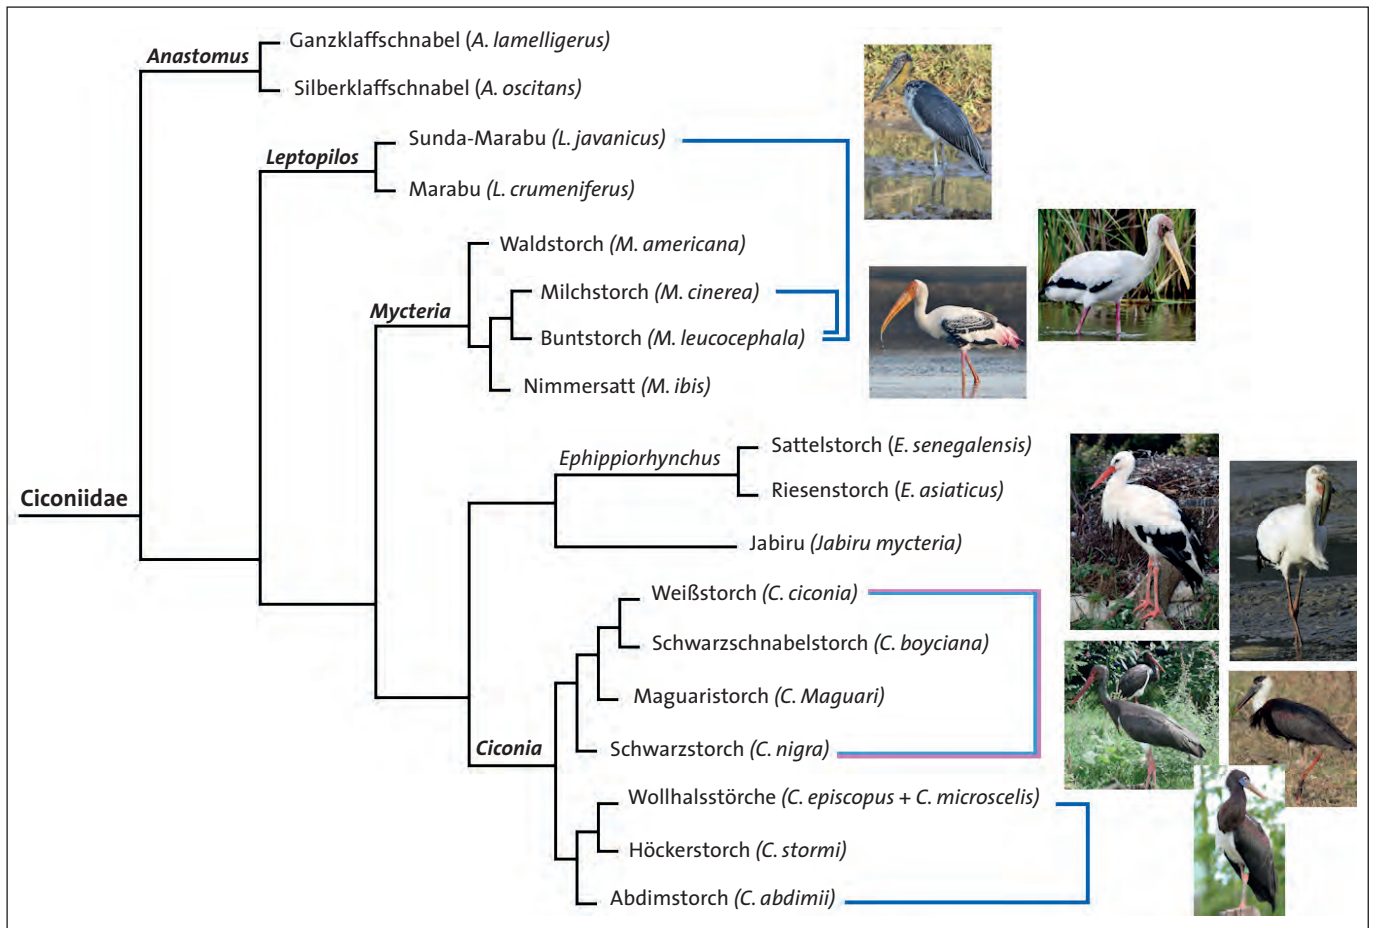 Ganzklaffschnabel (A. lamelligerus)
Anastomus
Silberklaffschnabel (A. oscitans)
Sunda-Marabu (L. javanicus)
Leptopilos
Marabu (L. crumeniferus)
Waldstorch (M. americana)
Milchstorch (M. cinerea)
Mycteria
Buntstorch (M. leucocephala)
Nimmersatt (M. ibis)
Sattelstorch (E. senegalensis)
Ephippiorhynchus
Riesenstorch (E. asiaticus)
Ciconiidae
Jabiru (Jabiru mycteria)
Weißstorch (C. ciconia)
Schwarzschnabelstorch (C. boyciana)
Maguaristorch (C. Maguari)
Ciconia
Schwarzstorch (C. nigra)
Wollhalsstörche (C. episcopus + C. microscelis)
Höckerstorch (C. stormi)
Abdimstorch (C. abdimii)